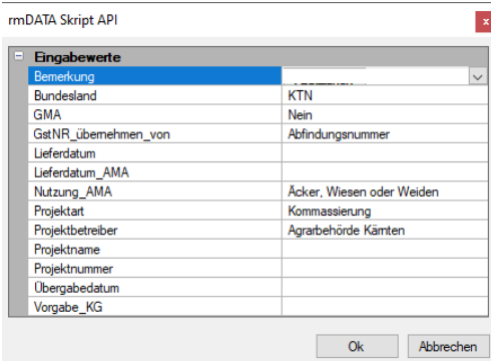 rmDATA Skript API
x
Eingabewerte
Bemerkung
Bundesland KTN
GMA Nein
GstNR_übernehmen_von Abfindungsnummer
Lieferdatum
Lieferdatum_AMA
Nutzung_AMA Äcker, Wiesen oder Weiden
Projektart Kommassierung
Projektbetreiber Agrarbehörde Kärnten
Projektname
Projektnummer
Übergabedatum
Vorgabe_KG
Ok Abbrechen